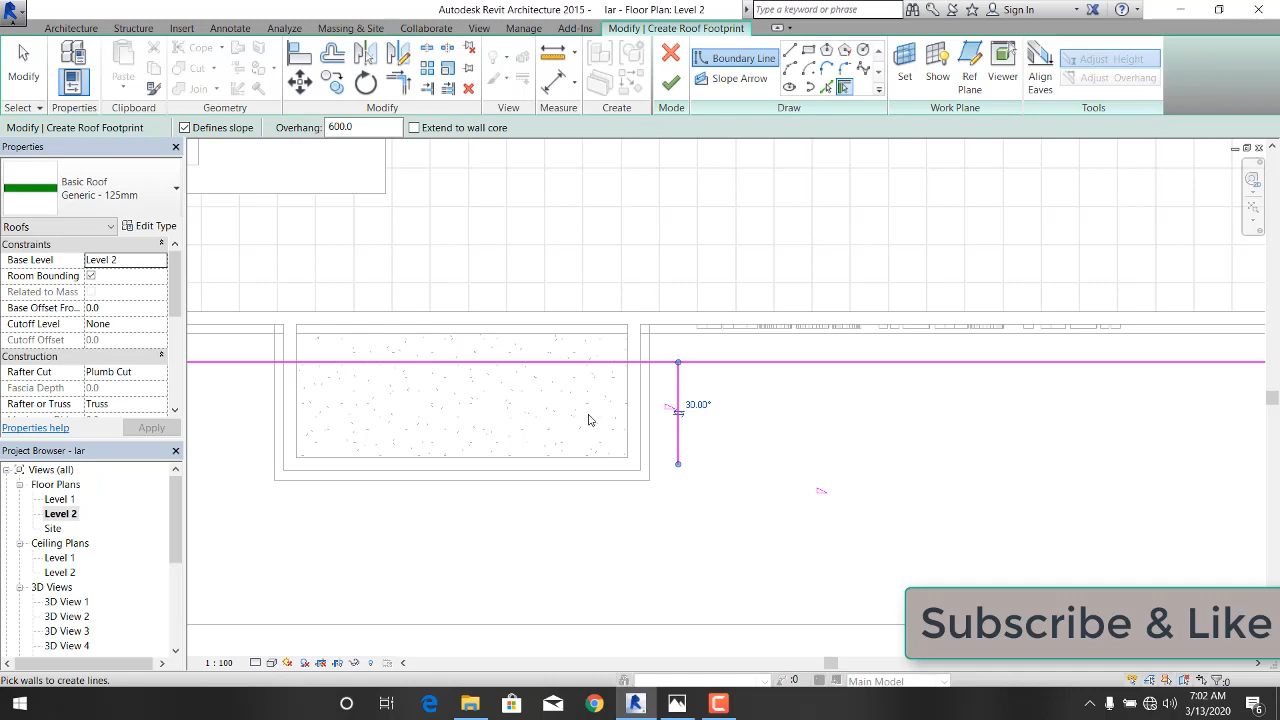 Autodesk Revit Architecture 2015 - lar - Floor Plan: Level 2
Type a keyword or phrase
Sign In
Architecture Structure Insert Annotate Analyze Massing & Site Collaborate View Manage Add-Ins Modify | Create Roof Footprint
Modify
Paste
Cope
Cut
Join
Boundary Line
Slope Arrow
Set
Show
Ref Plane
Viewer
Align Eaves
Adjust Height
Adjust Overhang
Select Properties Clipboard Geometry Modify View Measure Create Mode Draw Work Plane Tools
Modify | Create Roof Footprint Defines slope Overhang: 600.0 Extend to wall core
Properties
Basic Roof
Generic - 125mm
Roofs Edit Type
Constraints
Base Level Level 2
Room Bounding
Related to Mass
Base Offset Fro... 0.0
Cutoff Level None
Cutoff Offset 0.0
Construction
Rafter Cut Plumb Cut
Fascia Depth 0.0
Rafter or Truss Truss
Properties help Apply
Project Browser - lar
Views (all)
Floor Plans
Level 1
Level 2
Site
Ceiling Plans
Level 1
Level 2
3D Views
3D View 1
3D View 2
3D View 3
3D View 4
30.00°
Subscribe & Like
1 : 100
Pick walls to create lines.
:0 Main Model :0
7:02 AM
3/13/2020
6